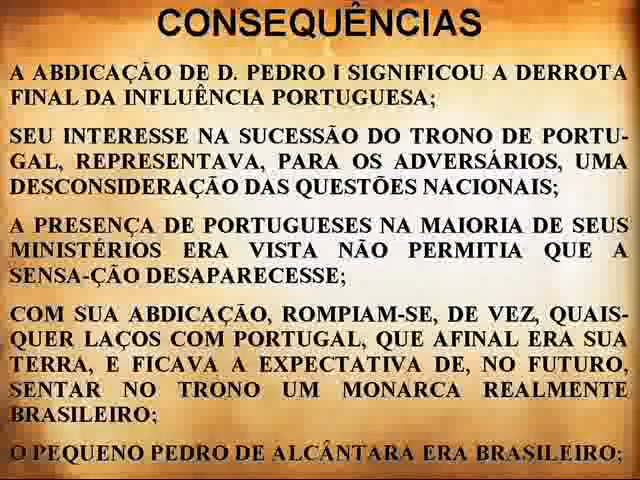 CONSEQUÊNCIAS
A ABDICAÇÃO DE D. PEDRO I SIGNIFICOU A DERROTA
FINAL DA INFLUÊNCIA PORTUGUESA;
SEU INTERESSE NA SUCESSÃO DO TRONO DE PORTU-
GAL, REPRESENTAVA, PARA OS ADVERSÁRIOS, UMA
DESCONSIDERAÇÃO DAS QUESTÕES NACIONAIS;
A PRESENÇA DE PORTUGUESES NA MAIORIA DE SEUS
MINISTÉRIOS ERA VISTA NÃO PERMITIA QUE A
SENSA-ÇÃO DESAPARECESSE;
COM SUA ABDICAÇÃO, ROMPIAM-SE, DE VEZ, QUAIS-
QUER LAÇOS COM PORTUGAL, QUE AFINAL ERA SUA
TERRA, E FICAVA A EXPECTATIVA DE, NO FUTURO,
SENTAR NO TRONO UM MONARCA REALMENTE
BRASILEIRO;
O PEQUENO PEDRO DE ALCÂNTARA ERA BRASILEIRO;